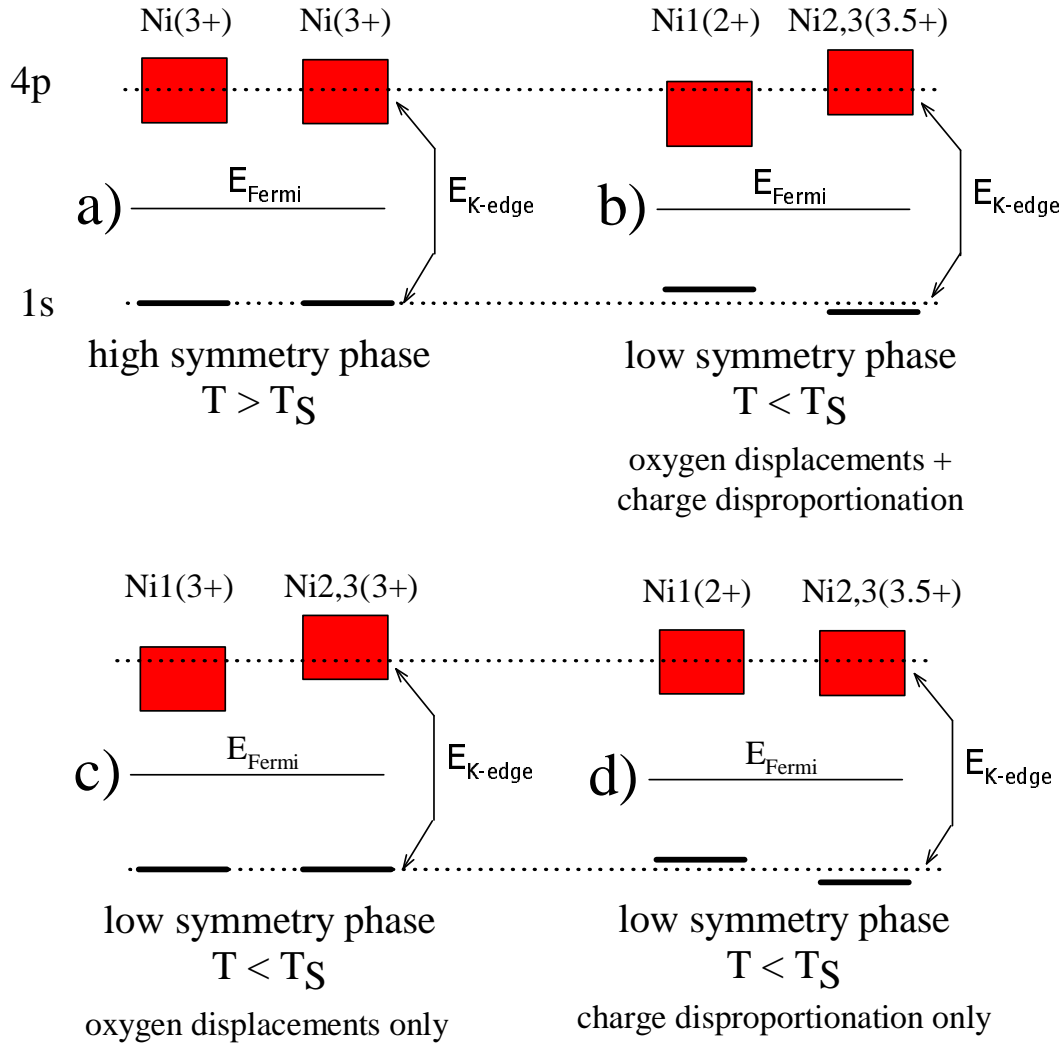 Ni(3+) Ni(3+) Ni1(2+) Ni2,3(3.5+)
4p
a) E_Fermi E_K-edge b) E_Fermi E_K-edge
1s
high symmetry phase
T > T_S
low symmetry phase
T < T_S
oxygen displacements +
charge disproportionation
Ni1(3+) Ni2,3(3+) Ni1(2+) Ni2,3(3.5+)
c) E_Fermi E_K-edge d) E_Fermi E_K-edge
low symmetry phase
T < T_S
oxygen displacements only
low symmetry phase
T < T_S
charge disproportionation only